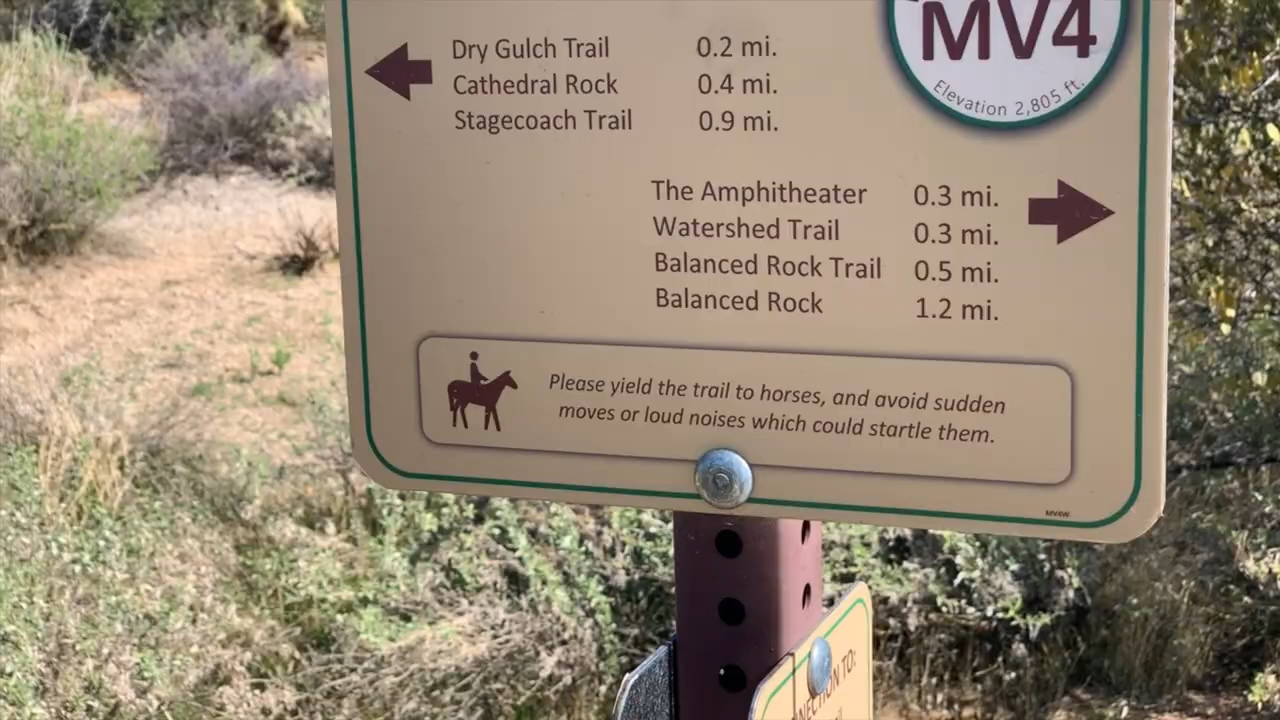 MV4
Elevation 2,805 ft.
Dry Gulch Trail 0.2 mi.
Cathedral Rock 0.4 mi.
Stagecoach Trail 0.9 mi.
The Amphitheater 0.3 mi.
Watershed Trail 0.3 mi.
Balanced Rock Trail 0.5 mi.
Balanced Rock 1.2 mi.
Please yield the trail to horses, and avoid sudden
moves or loud noises which could startle them.
MV4W
TO: